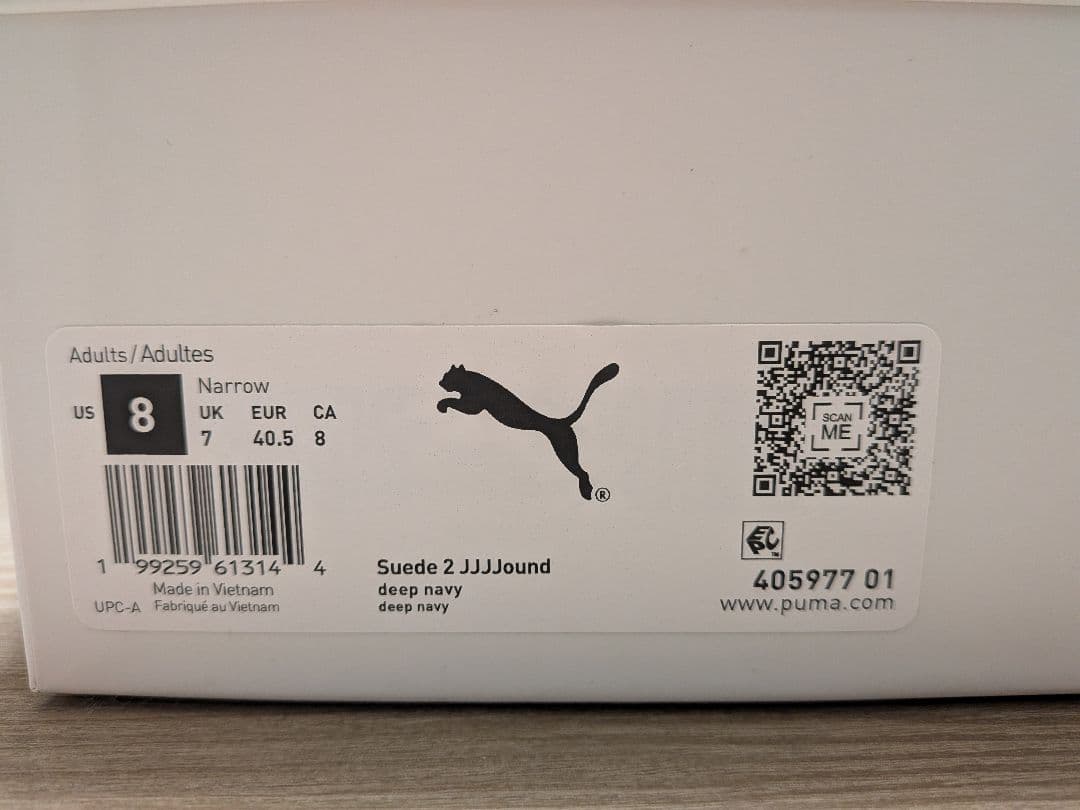 Adults/Adultes
US 8
Narrow
UK EUR CA
7 40.5 8
1 99259 61314 4
Made in Vietnam
UPC-A Fabriqué au Vietnam
®
Suede 2 JJJJound
deep navy
deep navy
SCAN
ME
EPC™
405977 01
www.puma.com